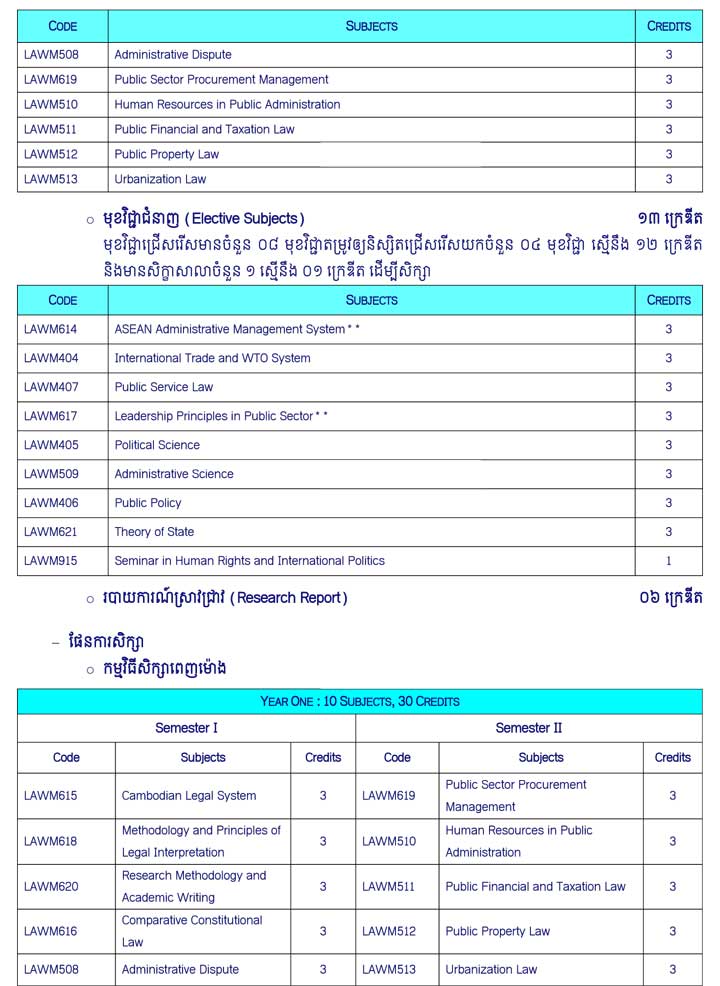 CODE SUBJECTS CREDITS
LAWM508 Administrative Dispute 3
LAWM619 Public Sector Procurement Management 3
LAWM510 Human Resources in Public Administration 3
LAWM511 Public Financial and Taxation Law 3
LAWM512 Public Property Law 3
LAWM513 Urbanization Law 3
○ មុខវិជ្ជាជំនាញ (Elective Subjects) ១៣ ក្រេឌីត
មុខវិជ្ជាជ្រើសរើសមានចំនួន ០៨ មុខវិជ្ជាតម្រូវឲ្យនិស្សិតជ្រើសរើសយកចំនួន ០៤ មុខវិជ្ជា ស្មើនឹង ១២ ក្រេឌីត
និងមានសិក្ខាសាលាចំនួន ១ ស្មើនឹង ០១ ក្រេឌីត ដើម្បីសិក្សា
CODE SUBJECTS CREDITS
LAWM614 ASEAN Administrative Management System** 3
LAWM404 International Trade and WTO System 3
LAWM407 Public Service Law 3
LAWM617 Leadership Principles in Public Sector** 3
LAWM405 Political Science 3
LAWM509 Administrative Science 3
LAWM406 Public Policy 3
LAWM621 Theory of State 3
LAWM915 Seminar in Human Rights and International Politics 1
○ របាយការណ៍ស្រាវជ្រាវ (Research Report) ០៦ ក្រេឌីត
– ផែនការសិក្សា
○ កម្មវិធីសិក្សាពេញម៉ោង
YEAR ONE : 10 SUBJECTS, 30 CREDITS
Semester I Semester II
Code Subjects Credits Code Subjects Credits
LAWM615 Cambodian Legal System 3 LAWM619 Public Sector Procurement
Management 3
LAWM618 Methodology and Principles of
Legal Interpretation 3 LAWM510 Human Resources in Public
Administration 3
LAWM620 Research Methodology and
Academic Writing 3 LAWM511 Public Financial and Taxation Law 3
LAWM616 Comparative Constitutional
Law 3 LAWM512 Public Property Law 3
LAWM508 Administrative Dispute 3 LAWM513 Urbanization Law 3